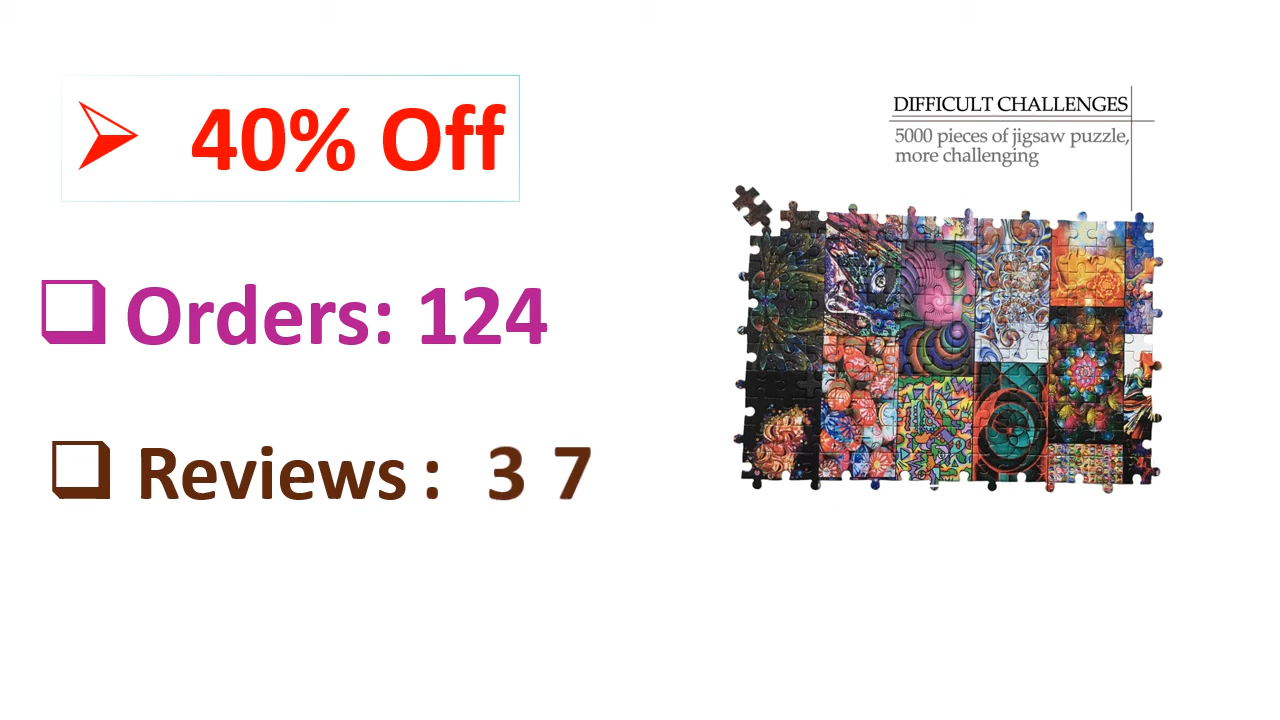 40% Off
Orders: 124
Reviews : 3 7
DIFFICULT CHALLENGES
5000 pieces of jigsaw puzzle,
more challenging